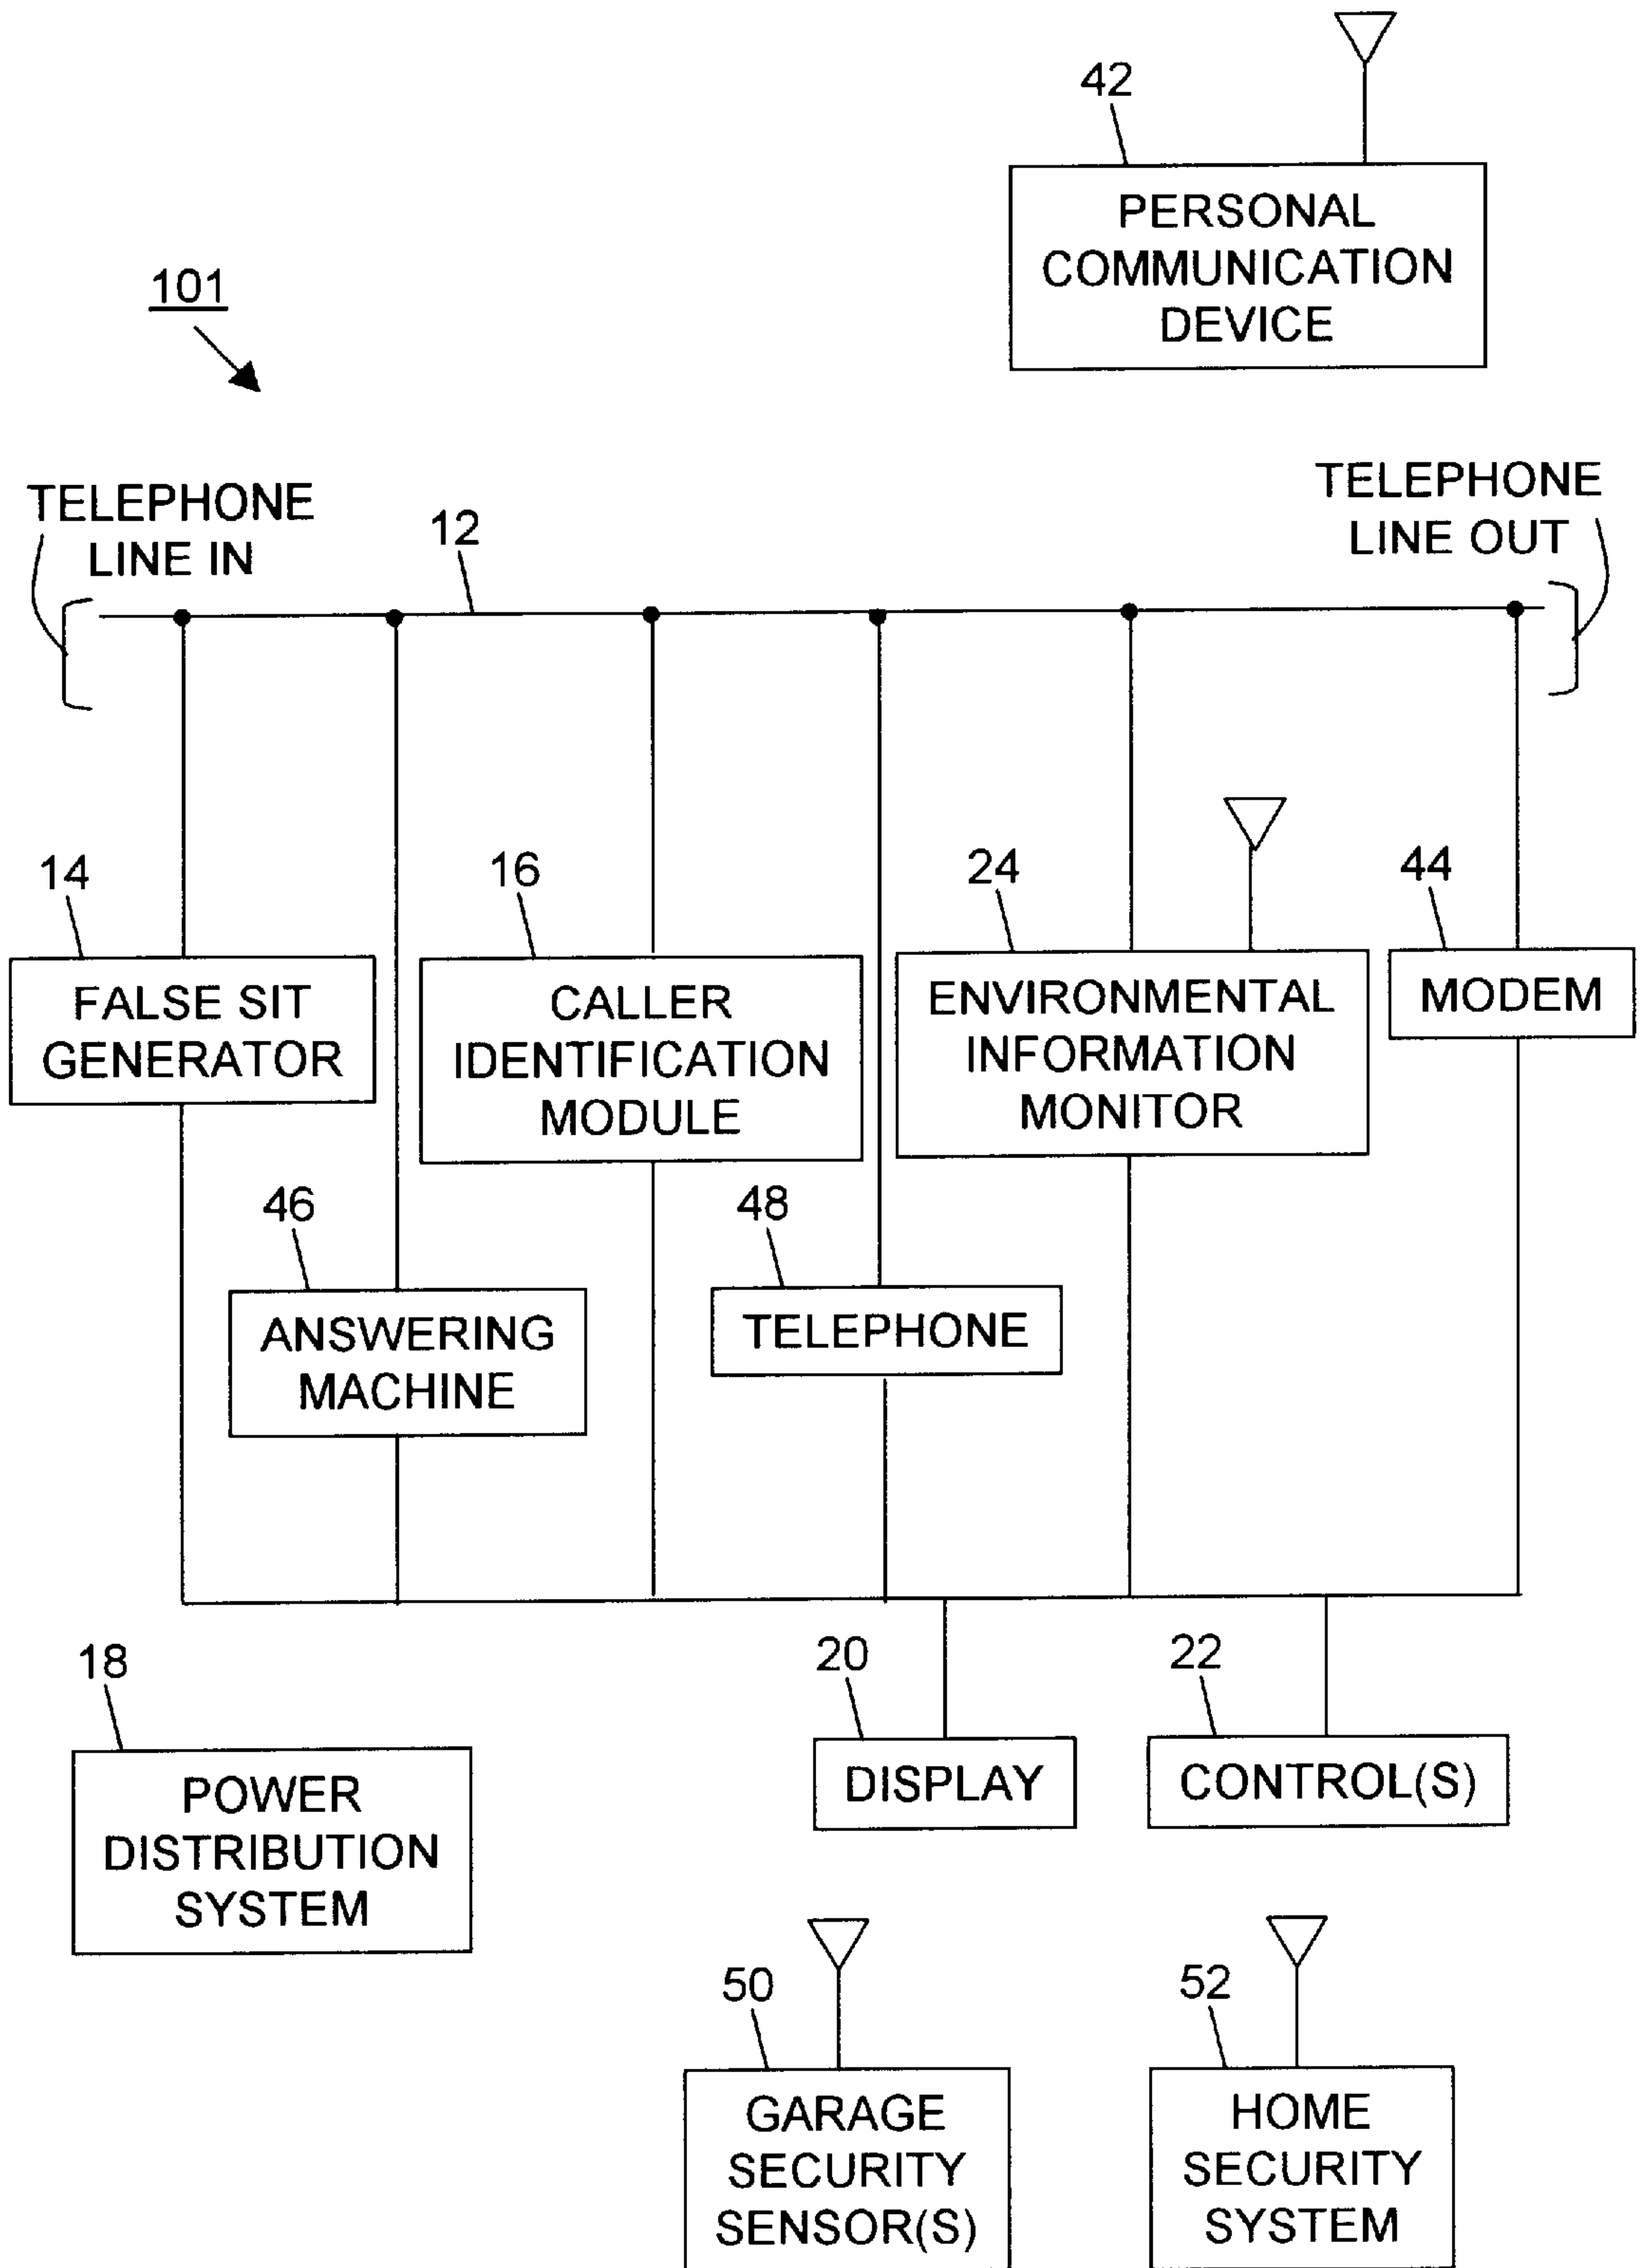 42
PERSONAL
COMMUNICATION
DEVICE
101
TELEPHONE
LINE IN
12
TELEPHONE
LINE OUT
14
FALSE SIT
GENERATOR
16
CALLER
IDENTIFICATION
MODULE
24
ENVIRONMENTAL
INFORMATION
MONITOR
44
MODEM
46
ANSWERING
MACHINE
48
TELEPHONE
18
POWER
DISTRIBUTION
SYSTEM
20
DISPLAY
22
CONTROL(S)
50
GARAGE
SECURITY
SENSOR(S)
52
HOME
SECURITY
SYSTEM